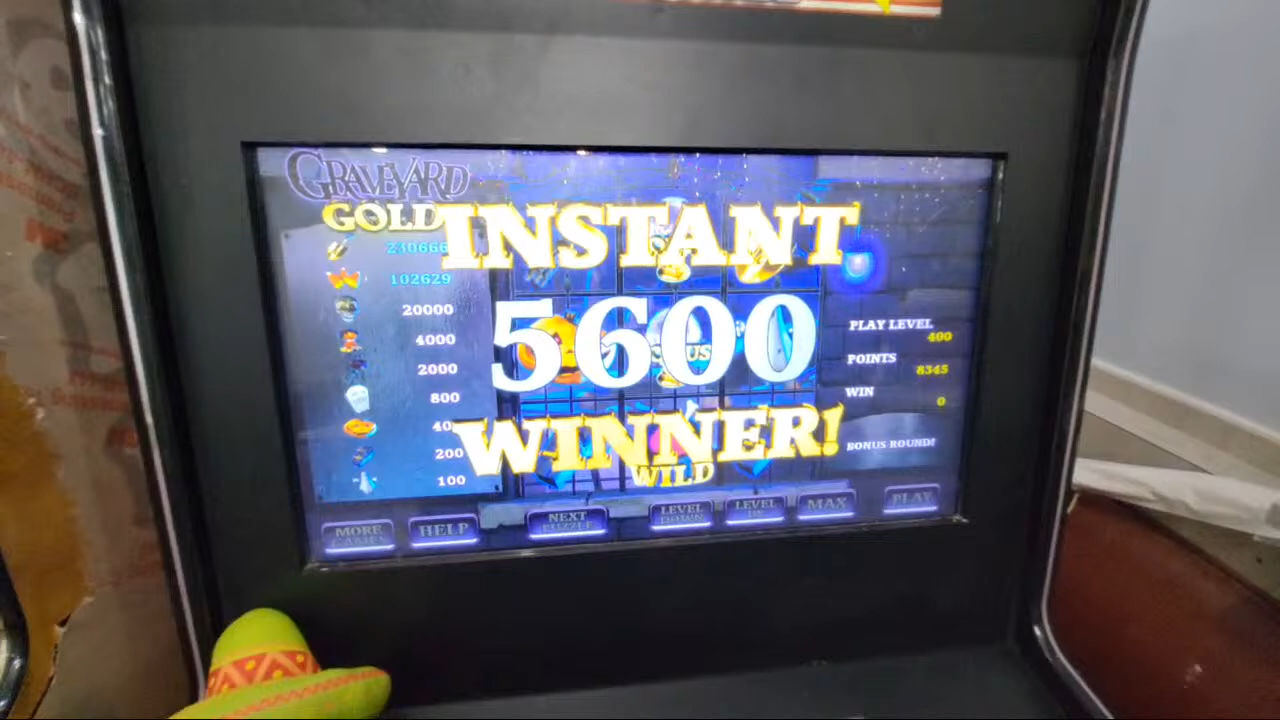 GRAVEYARD
GOLD
INSTANT
5600
WINNER!
WILD
102629
20000
4000
2000
800
200
100
PLAY LEVEL
400
POINTS
8345
WIN
0
BONUS ROUND!
MORE GAMES
HELP
NEXT PUZZLE
LEVEL DOWN
LEVEL UP
MAX
PLAY